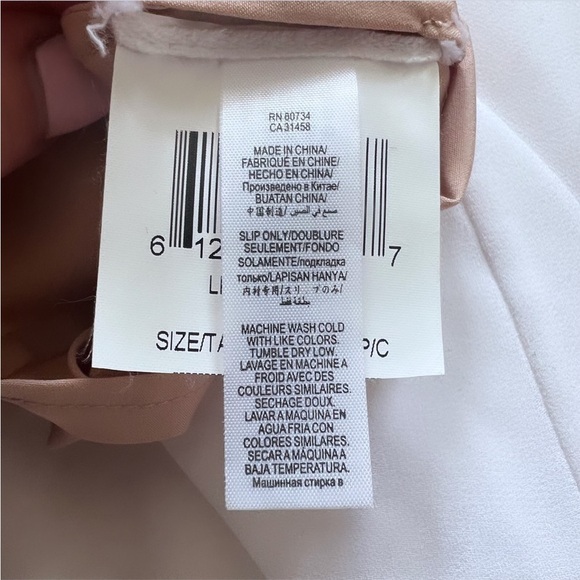 RN 80734
CA 31458
MADE IN CHINA/
FABRIQUÉ EN CHINE/
HECHO EN CHINA/
Произведено в Китае/
BUATAN CHINA/
中国制造/ صنع في الصين/
SLIP ONLY/DOUBLURE
SEULEMENT/FONDO
SOLAMENTE/подкладка
только/LAPISAN HANYA/
内衬专用/スリップのみ/
بطانة فقط
MACHINE WASH COLD
WITH LIKE COLORS.
TUMBLE DRY LOW.
LAVAGE EN MACHINE A
FROID AVEC DES
COULEURS SIMILAIRES.
SECHAGE DOUX.
LAVAR A MAQUINA EN
AGUA FRIA CON
COLORES SIMILARES.
SECAR A MÁQUINA A
BAJA TEMPERATURA.
Машинная стирка в
6 12 7
SIZE/TA P/C